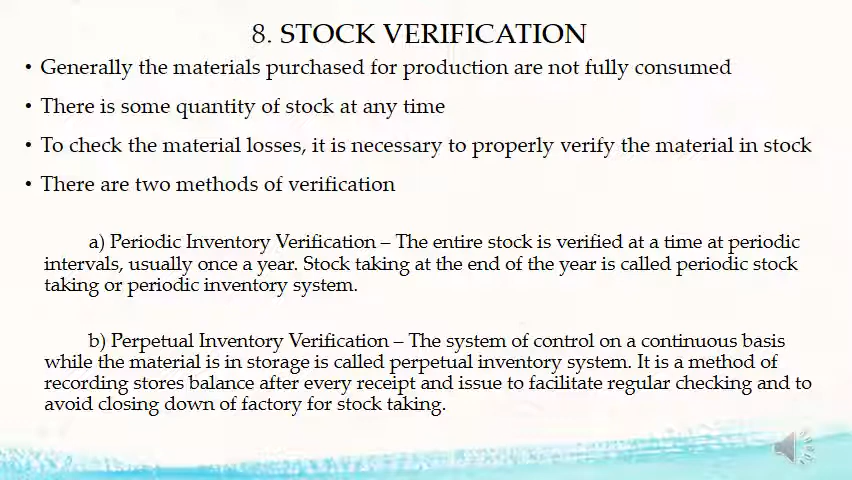 8. STOCK VERIFICATION
• Generally the materials purchased for production are not fully consumed
• There is some quantity of stock at any time
• To check the material losses, it is necessary to properly verify the material in stock
• There are two methods of verification
a) Periodic Inventory Verification – The entire stock is verified at a time at periodic
intervals, usually once a year. Stock taking at the end of the year is called periodic stock
taking or periodic inventory system.
b) Perpetual Inventory Verification – The system of control on a continuous basis
while the material is in storage is called perpetual inventory system. It is a method of
recording stores balance after every receipt and issue to facilitate regular checking and to
avoid closing down of factory for stock taking.